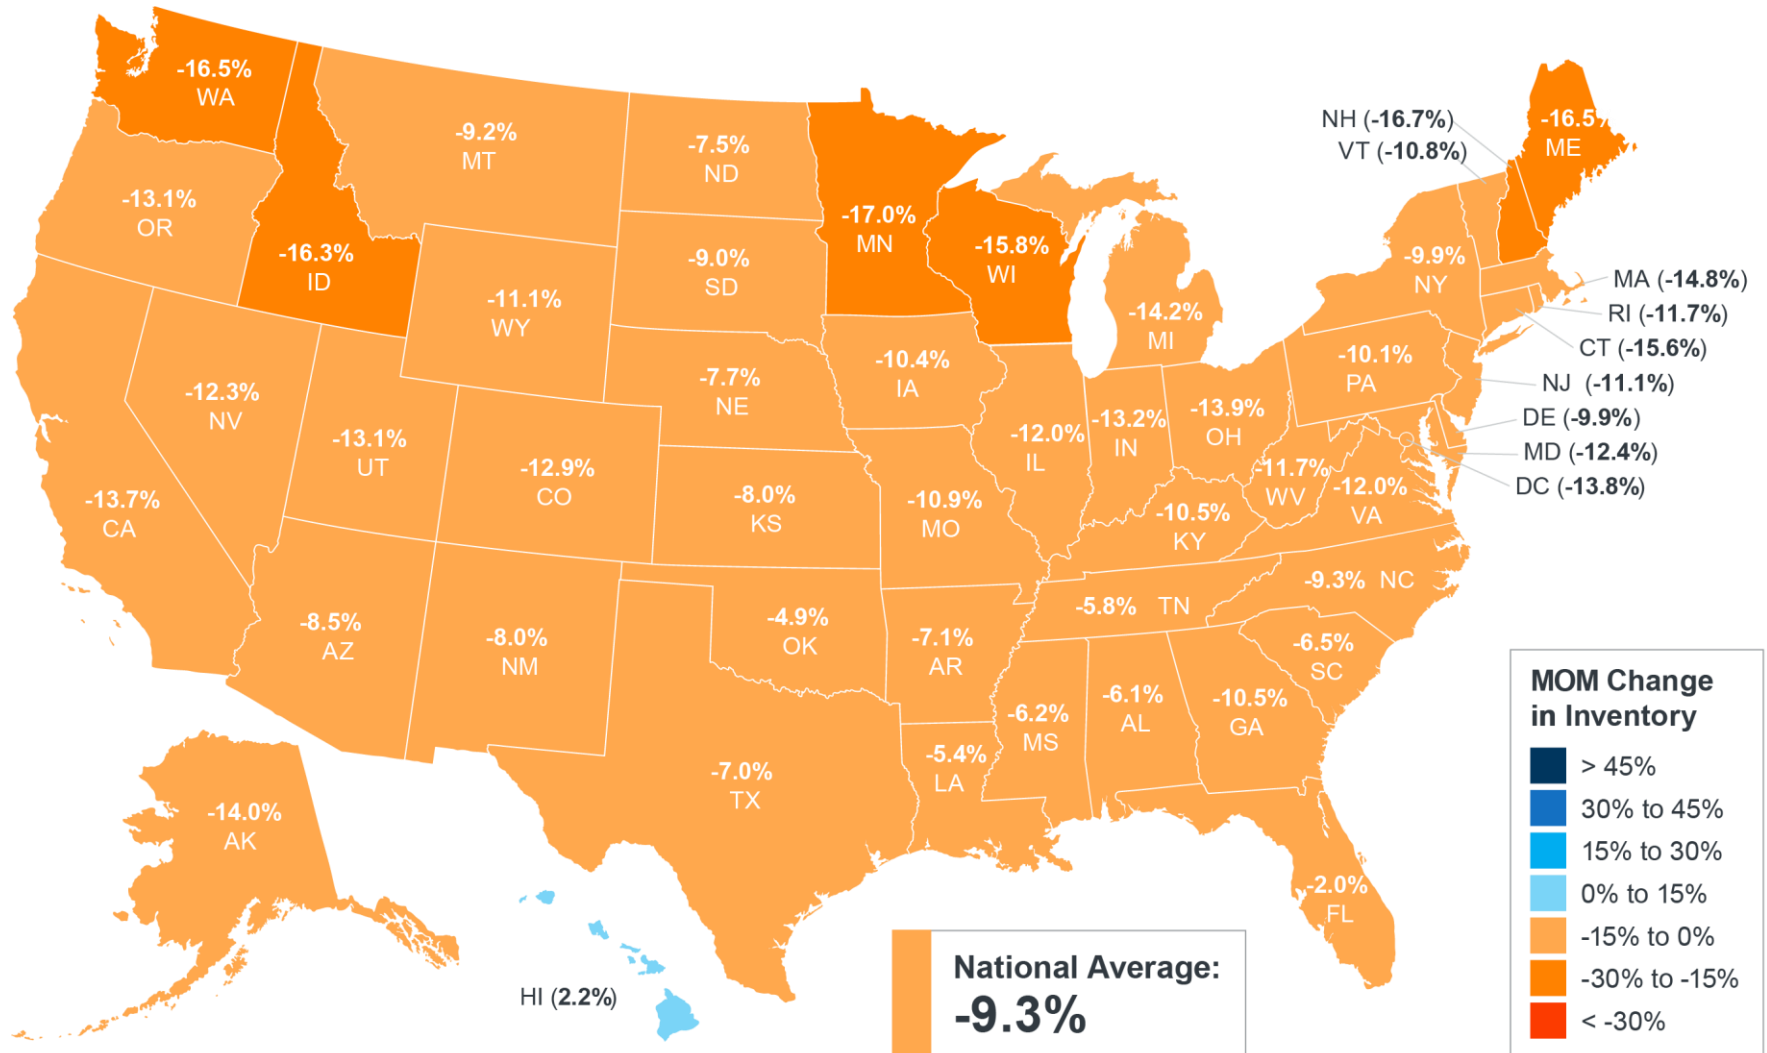 -16.5%
WA
-9.2%
MT
-7.5%
ND
-17.0%
MN
-15.8%
WI
-16.5%
ME
NH (-16.7%)
VT (-10.8%)
-13.1%
OR
-16.3%
ID
-11.1%
WY
-9.0%
SD
-14.2%
MI
-9.9%
NY
MA (-14.8%)
RI (-11.7%)
CT (-15.6%)
NJ (-11.1%)
DE (-9.9%)
MD (-12.4%)
DC (-13.8%)
-12.3%
NV
-13.1%
UT
-12.9%
CO
-7.7%
NE
-10.4%
IA
-12.0%
IL
-13.2%
IN
-13.9%
OH
-10.1%
PA
-13.7%
CA
-8.0%
KS
-10.9%
MO
-10.5%
KY
-11.7%
WV
-12.0%
VA
-8.5%
AZ
-8.0%
NM
-4.9%
OK
-7.1%
AR
-5.8% TN
-9.3% NC
-6.5%
SC
-7.0%
TX
-5.4%
LA
-6.2%
MS
-6.1%
AL
-10.5%
GA
-2.0%
FL
-14.0%
AK
HI (2.2%)
National Average:
-9.3%
MOM Change
in Inventory
> 45%
30% to 45%
15% to 30%
0% to 15%
-15% to 0%
-30% to -15%
< -30%